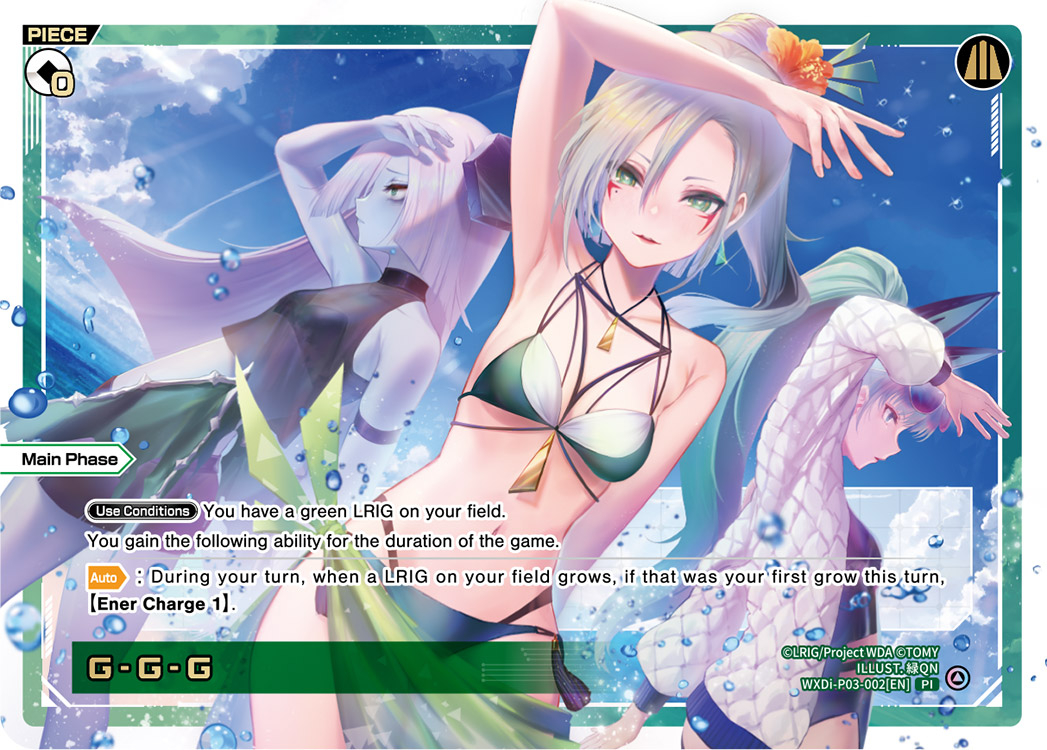 PIECE
0
Main Phase
Use Conditions You have a green LRIG on your field.
You gain the following ability for the duration of the game.
Auto : During your turn, when a LRIG on your field grows, if that was your first grow this turn,
【Ener Charge 1】.
G-G-G
©LRIG/Project WDA ©TOMY
ILLUST. 緑QN
WXDi-P03-002[EN] PI